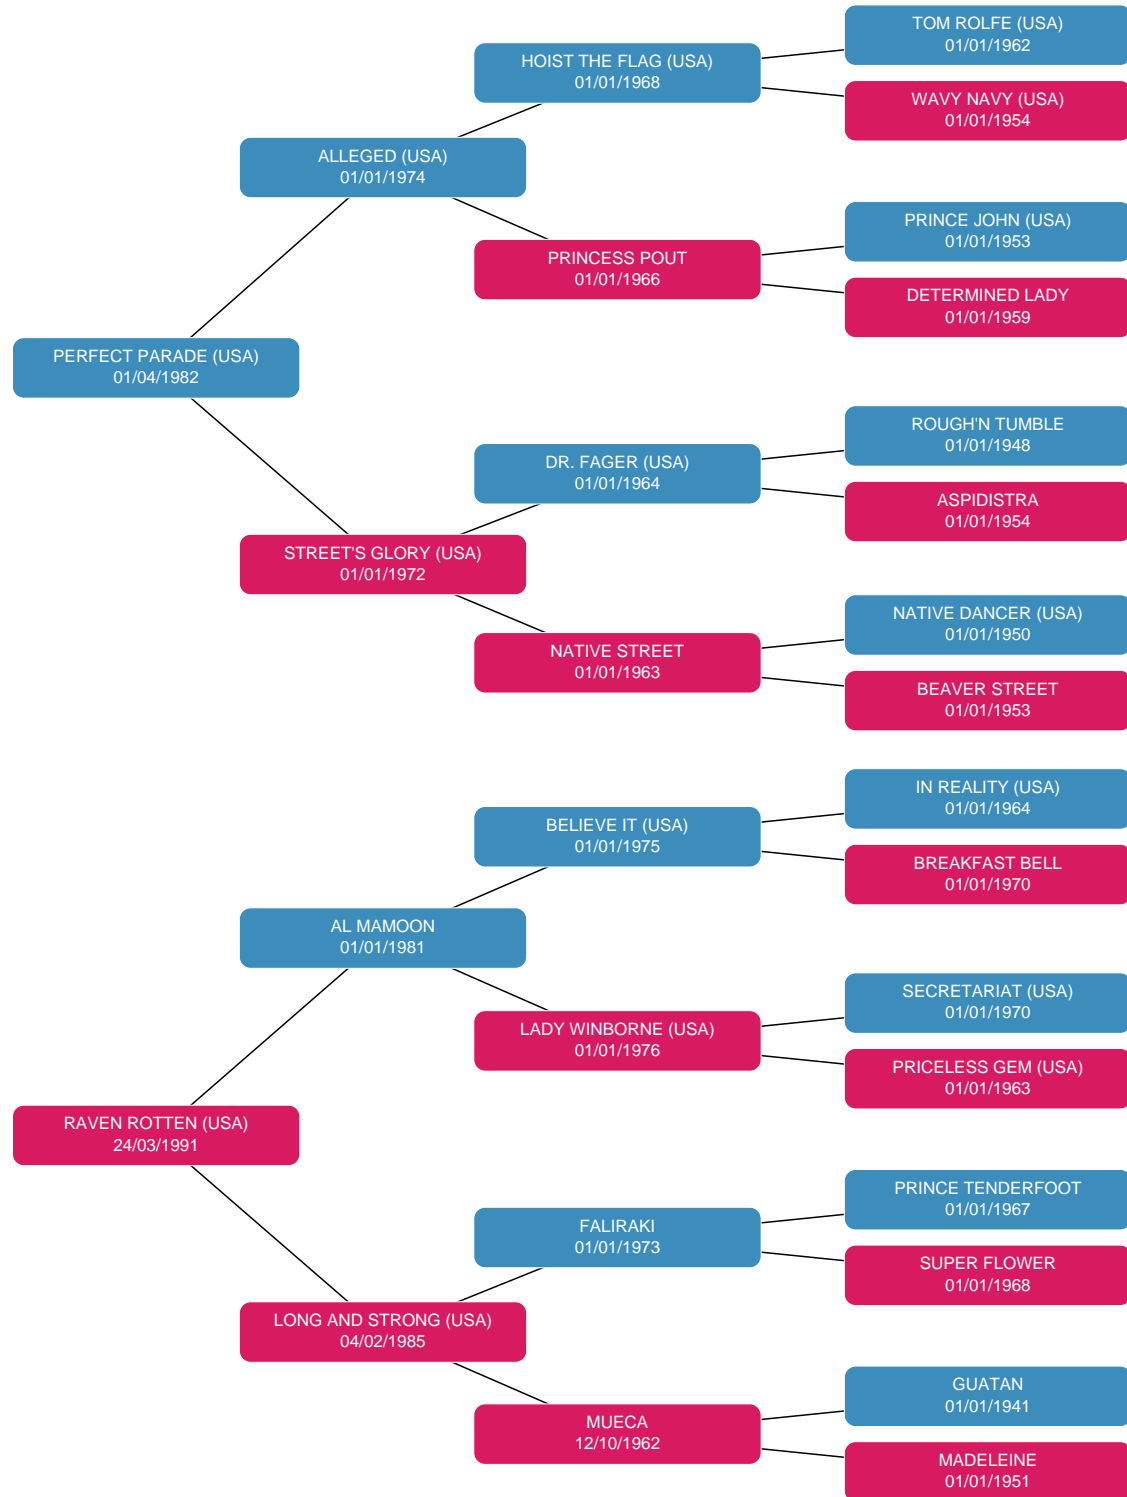 TOM ROLFE (USA)
01/01/1962
HOIST THE FLAG (USA)
01/01/1968
WAVY NAVY (USA)
01/01/1954
ALLEGED (USA)
01/01/1974
PRINCE JOHN (USA)
01/01/1953
PRINCESS POUT
01/01/1966
DETERMINED LADY
01/01/1959
PERFECT PARADE (USA)
01/04/1982
ROUGH'N TUMBLE
01/01/1948
DR. FAGER (USA)
01/01/1964
ASPIDISTRA
01/01/1954
STREET'S GLORY (USA)
01/01/1972
NATIVE DANCER (USA)
01/01/1950
NATIVE STREET
01/01/1963
BEAVER STREET
01/01/1953
IN REALITY (USA)
01/01/1964
BELIEVE IT (USA)
01/01/1975
BREAKFAST BELL
01/01/1970
AL MAMOON
01/01/1981
SECRETARIAT (USA)
01/01/1970
LADY WINBORNE (USA)
01/01/1976
PRICELESS GEM (USA)
01/01/1963
RAVEN ROTTEN (USA)
24/03/1991
PRINCE TENDERFOOT
01/01/1967
FALIRAKI
01/01/1973
SUPER FLOWER
01/01/1968
LONG AND STRONG (USA)
04/02/1985
GUATAN
01/01/1941
MUECA
12/10/1962
MADELEINE
01/01/1951